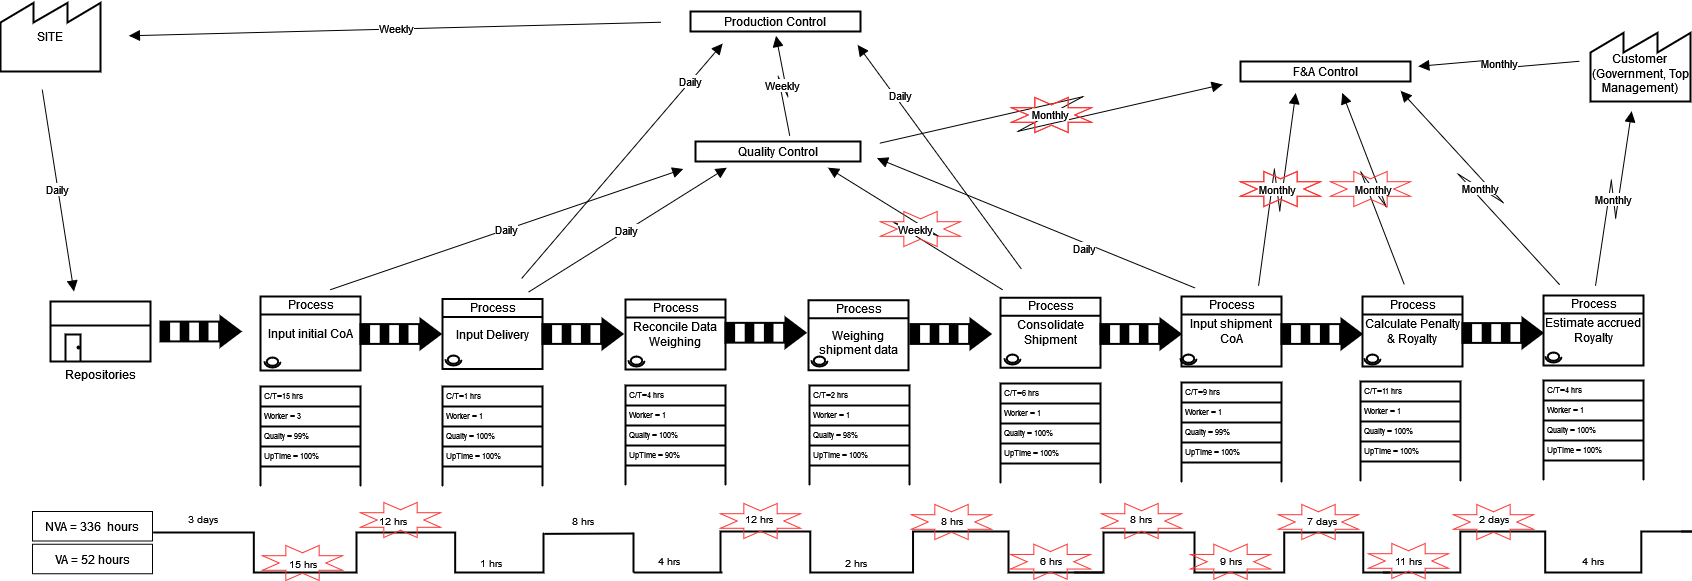 SITE
Weekly
Production Control
Customer
(Government, Top
Management)
F&A Control
Monthly
Daily
Weekly
Daily
Monthly
Quality Control
Daily
Monthly
Monthly
Monthly
Monthly
Daily
Daily
Weekly
Daily
Repositories
Process
Input initial CoA
Process
Input Delivery
Process
Reconcile Data
Weighing
Process
Weighing
shipment data
Process
Consolidate
Shipment
Process
Input shipment
CoA
Process
Calculate Penalty
& Royalty
Process
Estimate accrued
Royalty
C/T=15 hrs
Worker = 3
Quality = 99%
UpTime = 100%
C/T=1 hrs
Worker = 1
Quality = 100%
UpTime = 100%
C/T=4 hrs
Worker = 1
Quality = 100%
UpTime = 90%
C/T=2 hrs
Worker = 1
Quality = 98%
UpTime = 100%
C/T=6 hrs
Worker = 1
Quality = 100%
UpTime = 100%
C/T=9 hrs
Worker = 1
Quality = 99%
UpTime = 100%
C/T=11 hrs
Worker = 1
Quality = 100%
UpTime = 100%
C/T=4 hrs
Worker = 1
Quality = 100%
UpTime = 100%
NVA = 336 hours
VA = 52 hours
3 days
15 hrs
12 hrs
1 hrs
8 hrs
4 hrs
12 hrs
2 hrs
8 hrs
6 hrs
8 hrs
9 hrs
7 days
11 hrs
2 days
4 hrs